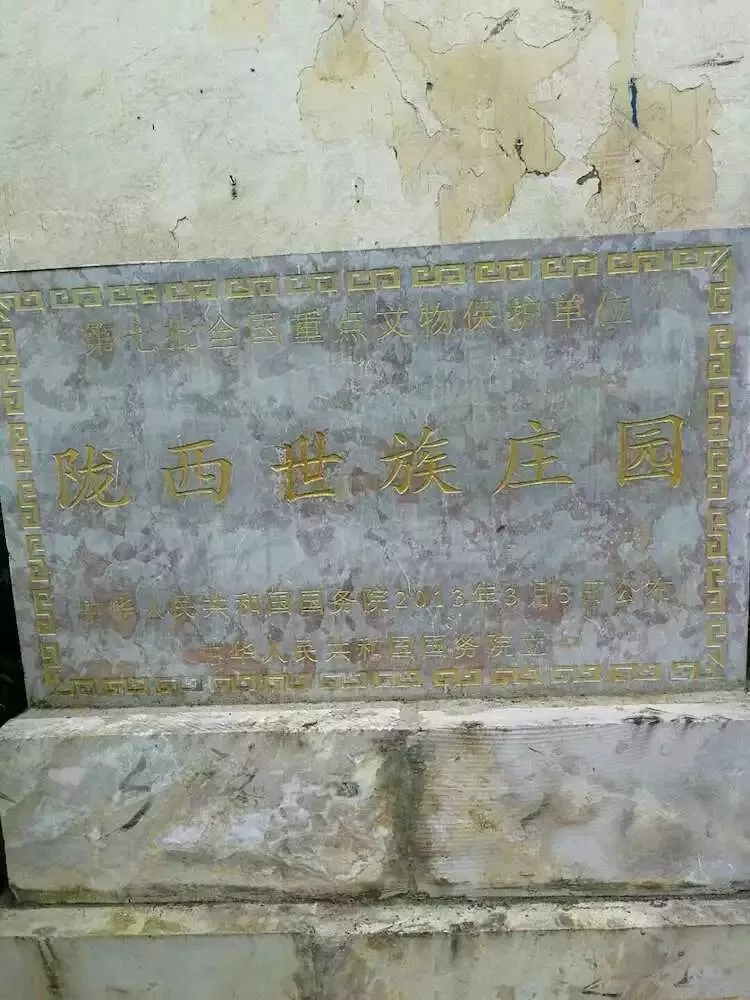 第七批全国重点文物保护单位
陇西世族庄园
中华人民共和国国务院2013年3月5日公布
中华人民共和国国务院立